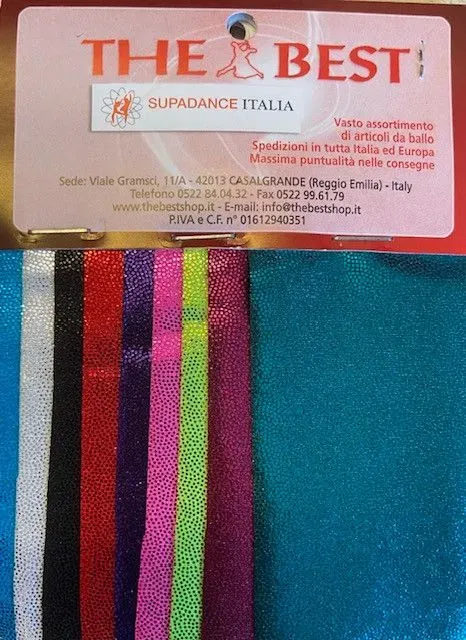 THE BEST
SUPADANCE ITALIA
Vasto assortimento
di articoli da ballo
Spedizioni in tutta Italia ed Europa
Massima puntualità nelle consegne
Sede: Viale Gramsci, 11/A - 42013 CASALGRANDE (Reggio Emilia) - Italy
Telefono 0522 84.04.32 - Fax 0522 99.61.79
www.thebestshop.it - E-mail: info@thebestshop.it
P.IVA e C.F. n° 01612940351